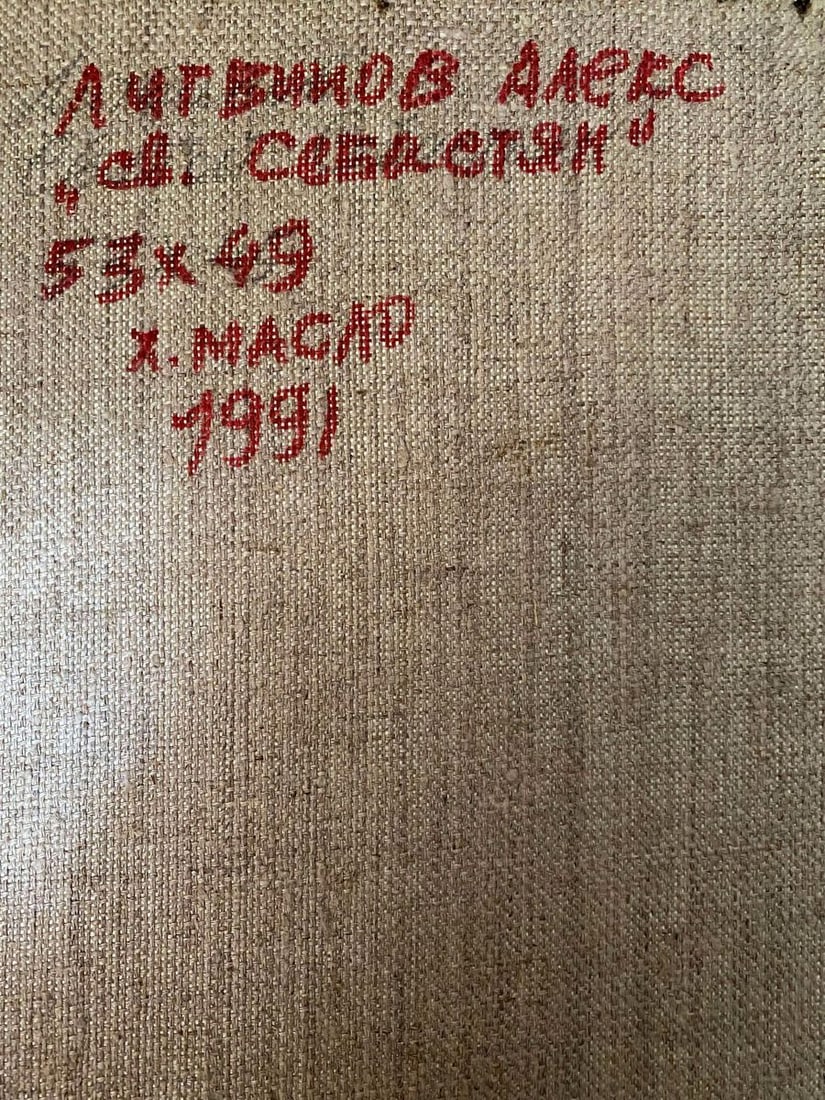 Литвинов Алекс
„св. Себастян"
53х49
х. масло
1991